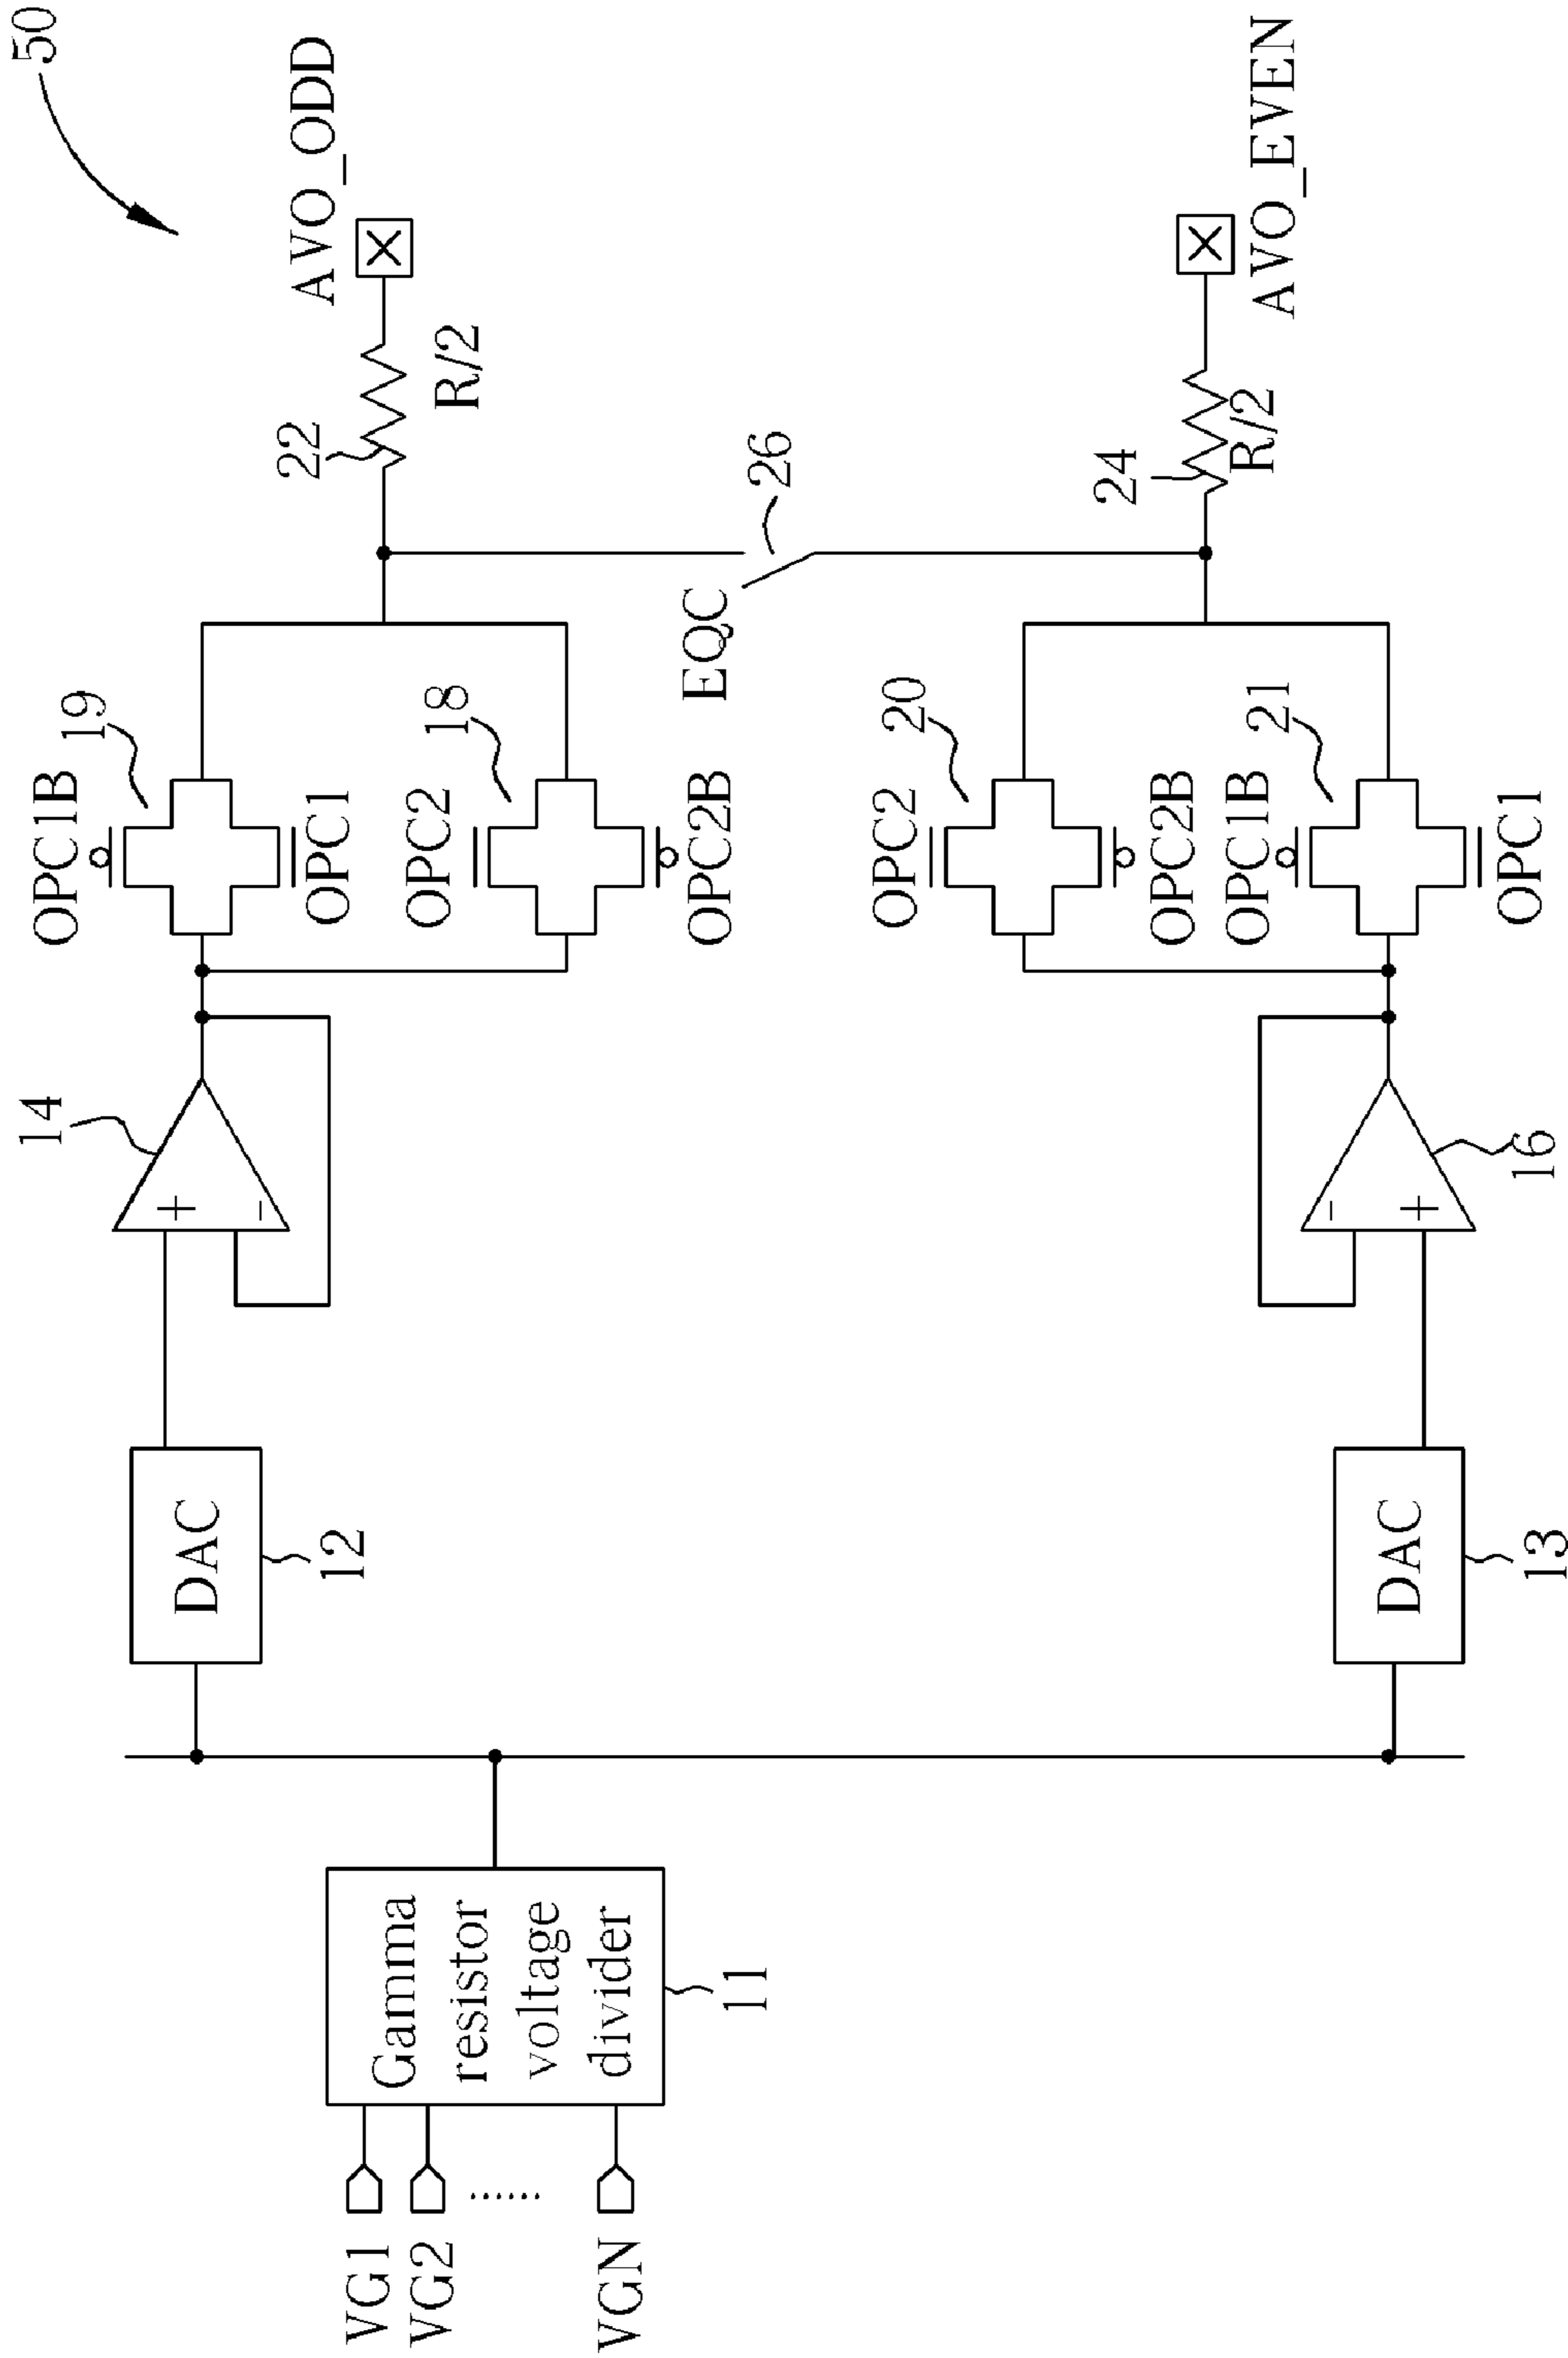 50
AVO_ODD
22
R/2
19
OPC1B
OPC1
18
OPC2
OPC2B
14
+
-
DAC
12
EQC
26
Gamma
resistor
voltage
divider
11
VG1
VG2
......
VGN
AVO_EVEN
24
R/2
20
OPC2
OPC2B
21
OPC1B
OPC1
-
+
16
DAC
13